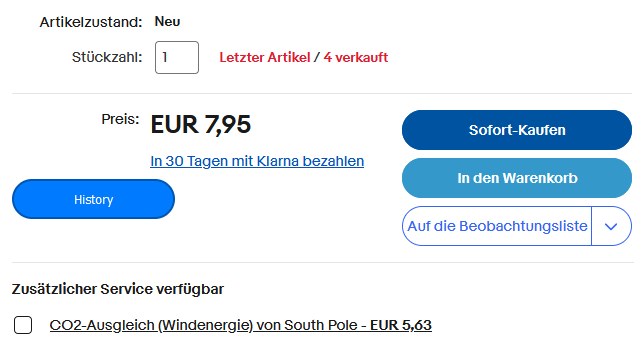 Artikelzustand: Neu
Stückzahl: 1 Letzter Artikel / 4 verkauft
Preis: EUR 7,95
Sofort-Kaufen
In 30 Tagen mit Klarna bezahlen
In den Warenkorb
History
Auf die Beobachtungsliste
Zusätzlicher Service verfügbar
CO2-Ausgleich (Windenergie) von South Pole - EUR 5,63